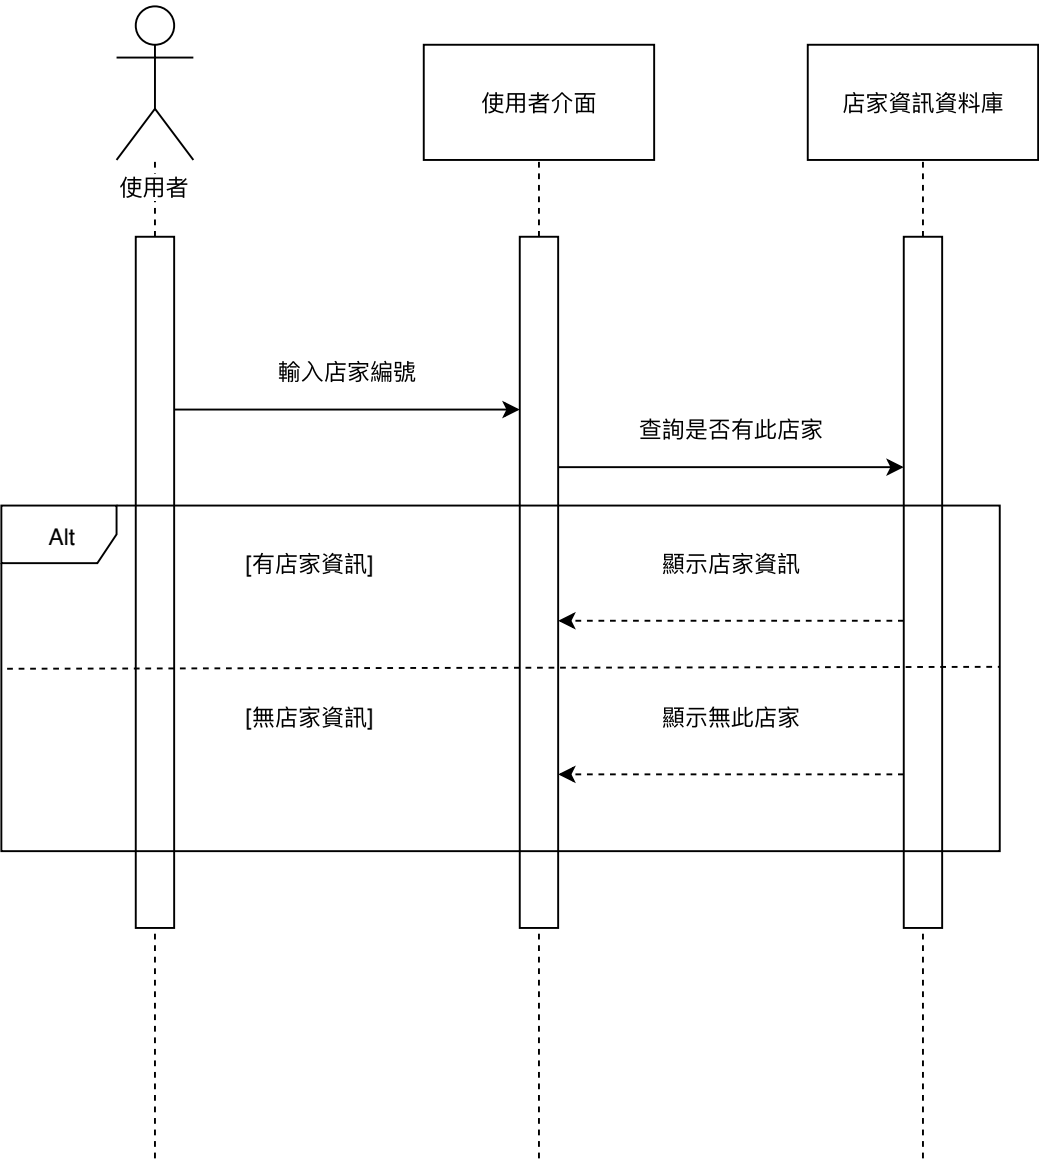 使用者介面
店家資訊資料庫
使用者
輸入店家編號
查詢是否有此店家
Alt
[有店家資訊]
顯示店家資訊
[無店家資訊]
顯示無此店家